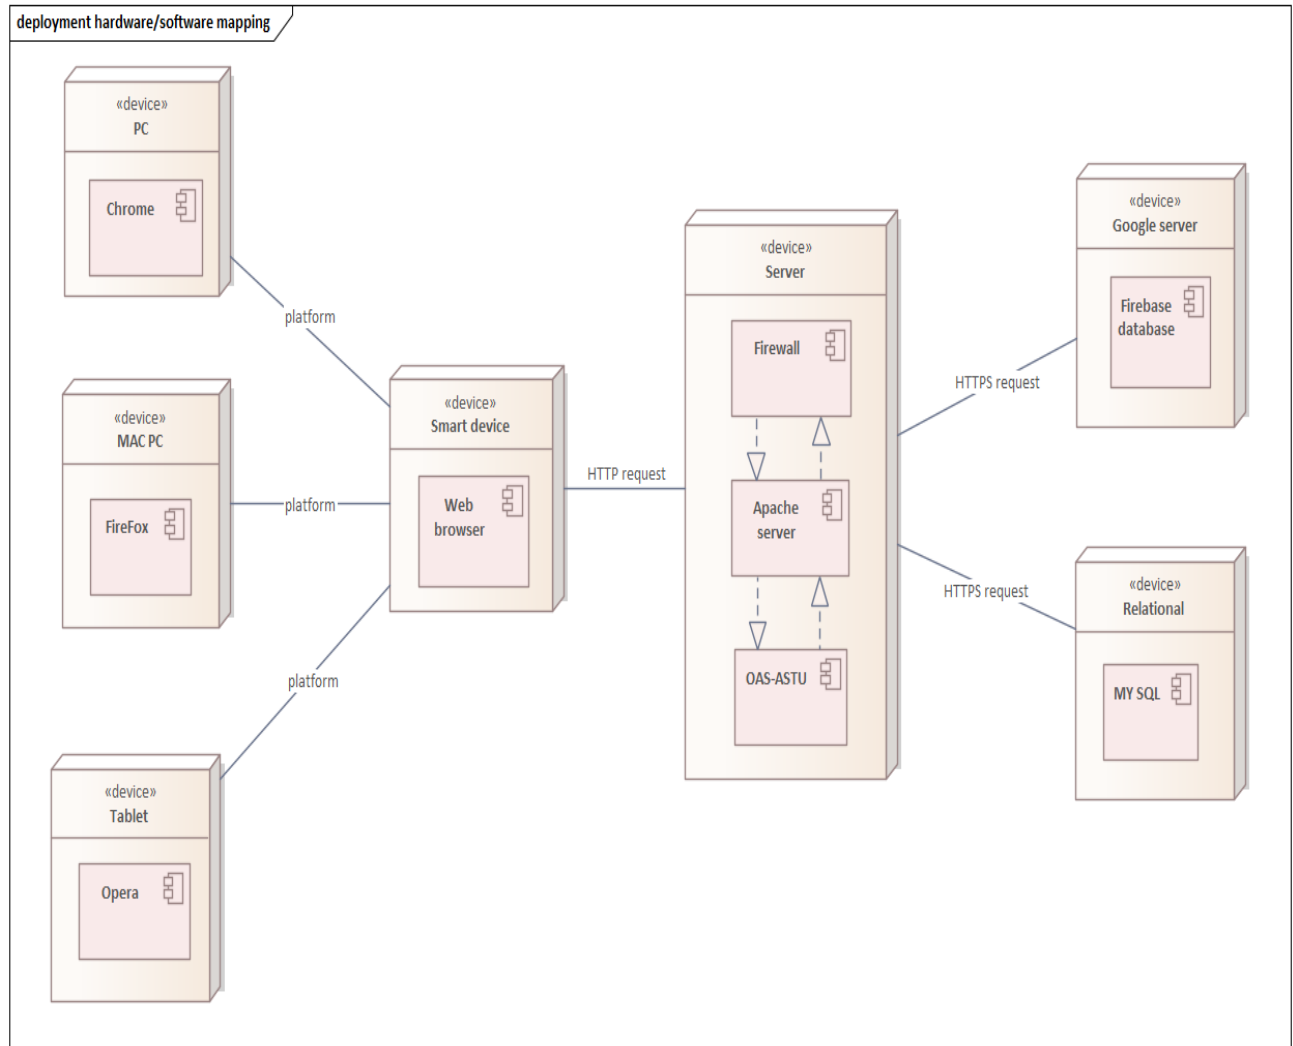 deployment hardware/software mapping
«device»
PC
Chrome
platform
«device»
MAC PC
FireFox
platform
«device»
Tablet
Opera
platform
«device»
Smart device
Web
browser
HTTP request
«device»
Server
Firewall
Apache
server
OAS-ASTU
HTTPS request
«device»
Google server
Firebase
database
HTTPS request
«device»
Relational
MY SQL